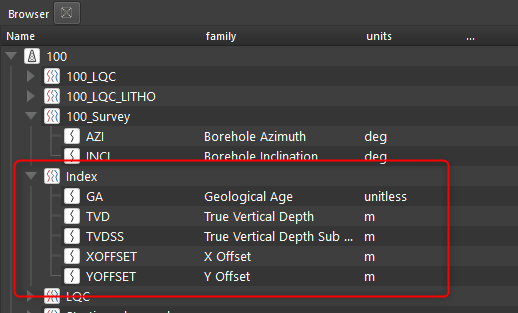 Browser
Name family units ...
100
100_LQC
100_LQC_LITHO
100_Survey
AZI Borehole Azimuth deg
INCL Borehole Inclination deg
Index
GA Geological Age unitless
TVD True Vertical Depth m
TVDSS True Vertical Depth Sub ... m
XOFFSET X Offset m
YOFFSET Y Offset m
LQC